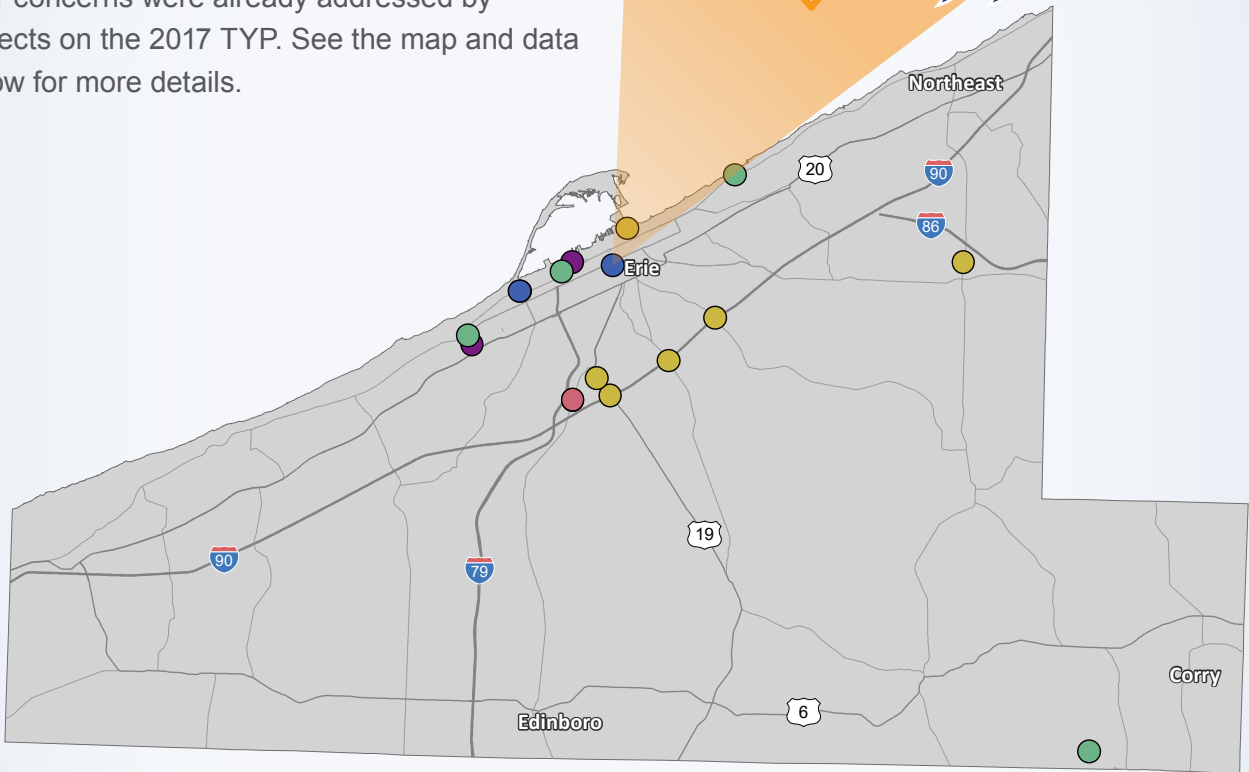 concerns were already addressed by
ects on the 2017 TYP. See the map and data
ow for more details.
Northeast
20
90
86
Erie
19
90
79
Corry
Edinboro
6